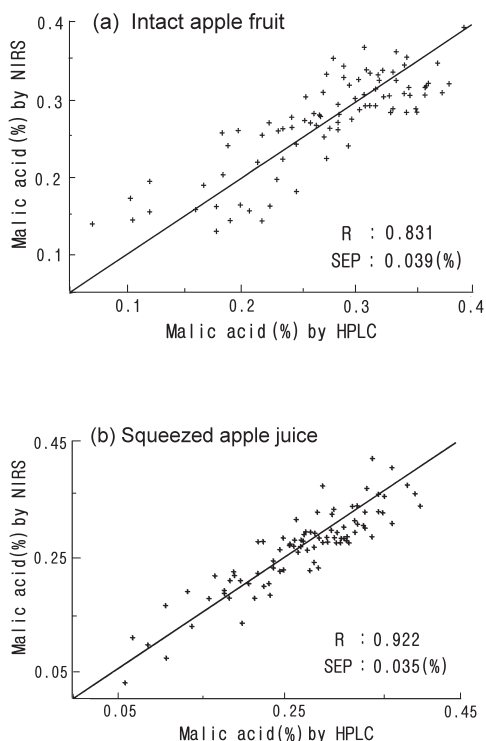 (a) Intact apple fruit
0.4
0.3
0.2
0.1
Malic acid(%) by NIRS
R : 0.831
SEP : 0.039(%)
0.1 0.2 0.3 0.4
Malic acid(%) by HPLC
(b) Squeezed apple juice
0.45
0.25
0.05
Malic acid(%) by NIRS
R : 0.922
SEP : 0.035(%)
0.05 0.25 0.45
Malic acid(%) by HPLC